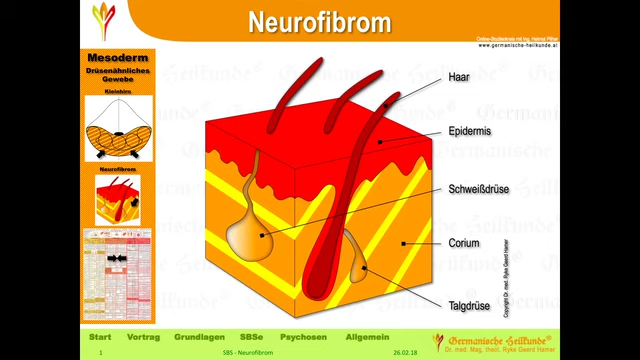 Neurofibrom
Online-Studienkreis mit Ing. Helmut Pilhar
www.germanische-heilkunde.at
Mesoderm
Drüsenähnliches
Gewebe
Kleinhirn
Neurofibrom
Haar
Epidermis
Schweißdrüse
Corium
Talgdrüse
Copyright Dr. med. Ryke Geerd Hamer
Start Vortrag Grundlagen SBSe Psychosen Allgemein
1 SBS - Neurofibrom 26.02.18
Germanische Heilkunde®
Dr. med. Mag. theol. Ryke Geerd Hamer